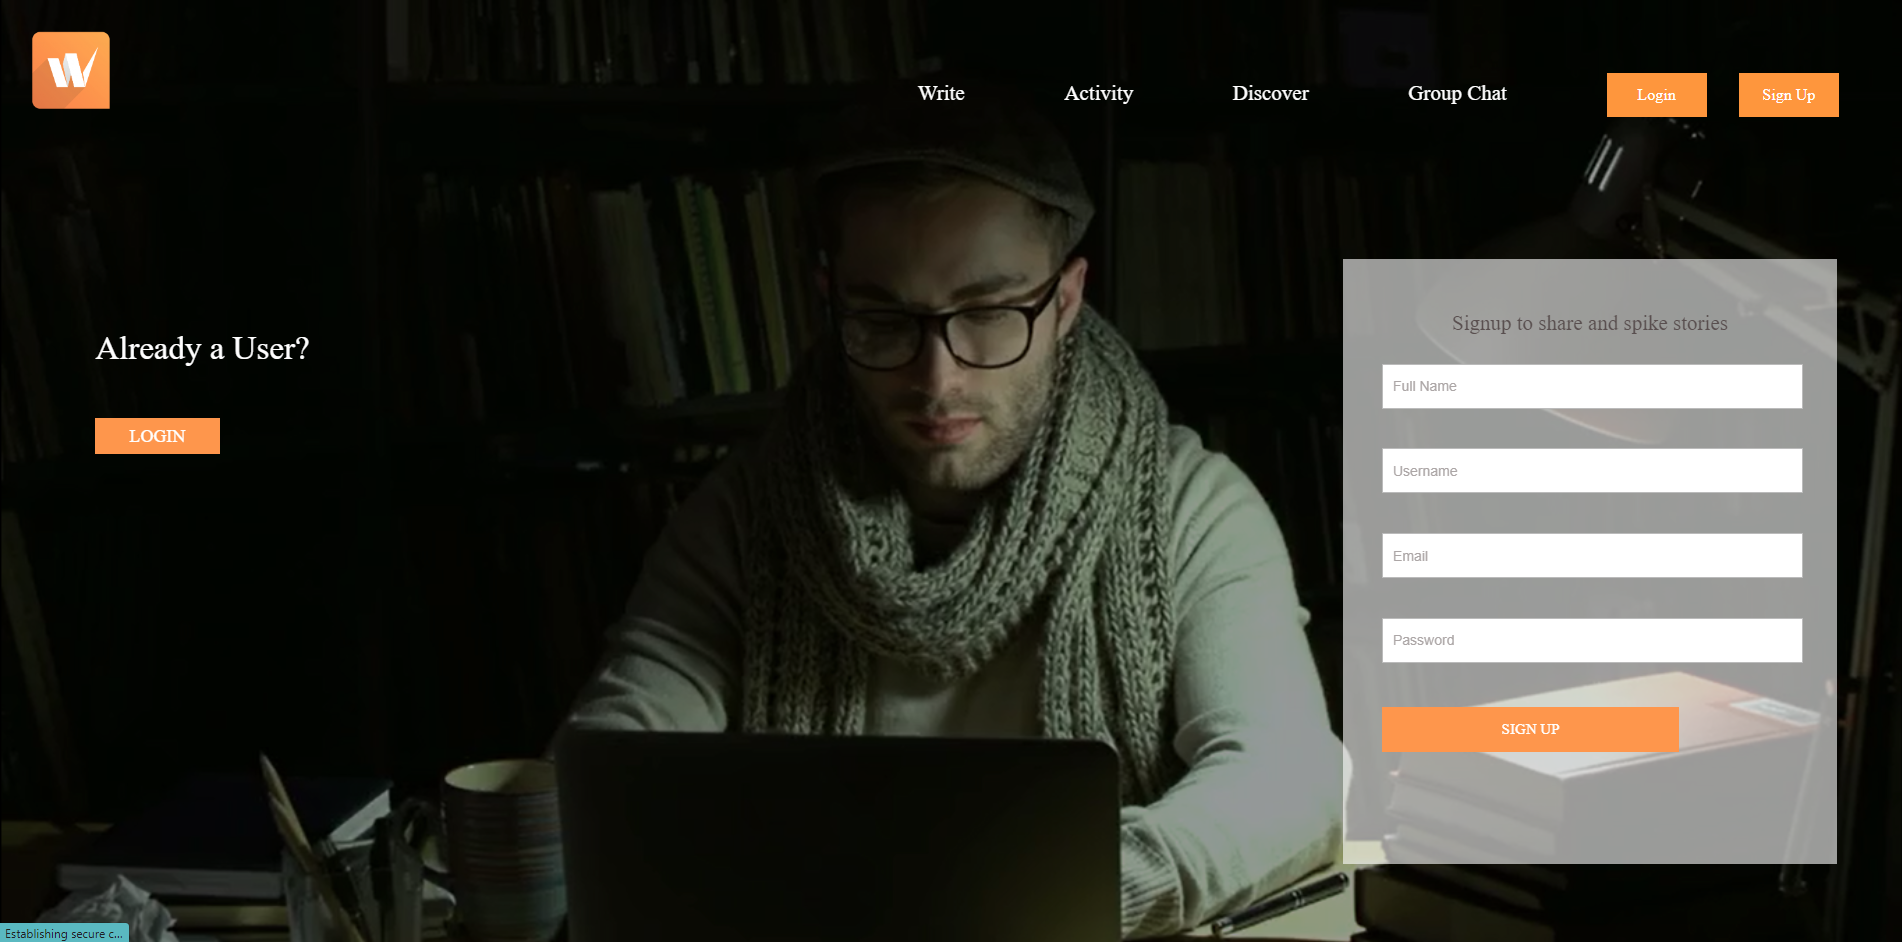 W
Write
Activity
Discover
Group Chat
Login
Sign Up
Already a User?
LOGIN
Signup to share and spike stories
Full Name
Username
Email
Password
SIGN UP
Establishing secure c...